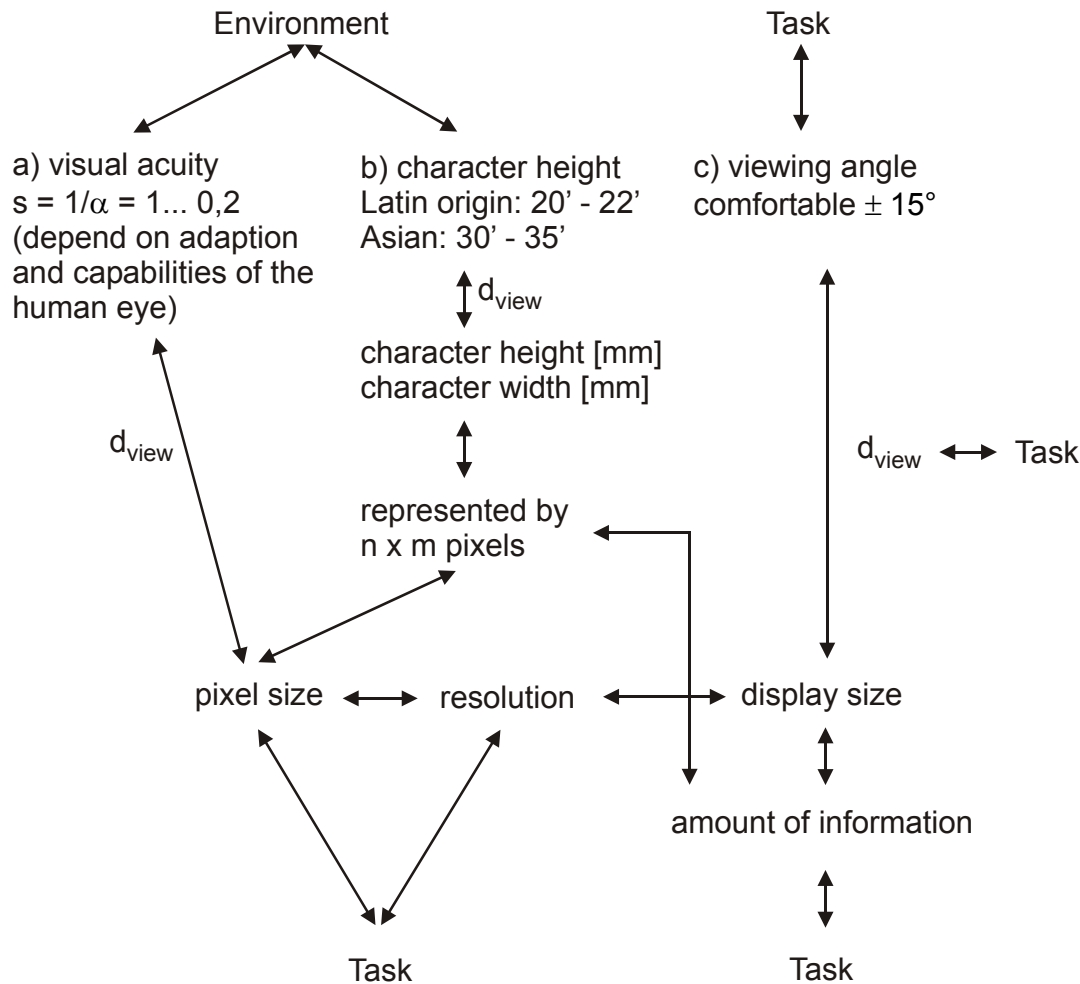 Environment
Task
a) visual acuity
s = 1/α = 1... 0,2
(depend on adaption
and capabilities of the
human eye)
b) character height
Latin origin: 20’ - 22’
Asian: 30’ - 35’
c) viewing angle
comfortable ± 15°
dview
character height [mm]
character width [mm]
dview
dview
Task
represented by
n x m pixels
pixel size
resolution
display size
amount of information
Task
Task